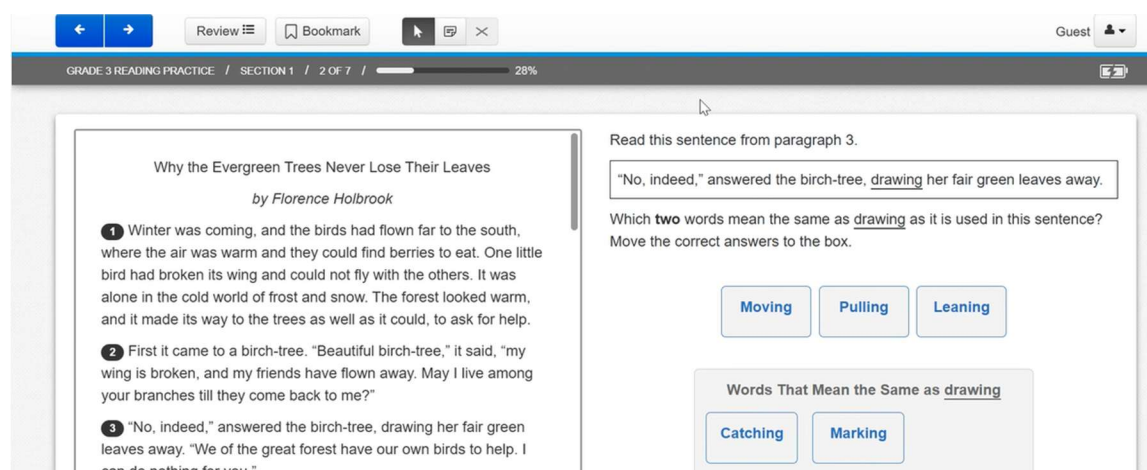 Review
Bookmark
Guest
GRADE 3 READING PRACTICE / SECTION 1 / 2 OF 7 / 28%
Why the Evergreen Trees Never Lose Their Leaves
by Florence Holbrook
1 Winter was coming, and the birds had flown far to the south,
where the air was warm and they could find berries to eat. One little
bird had broken its wing and could not fly with the others. It was
alone in the cold world of frost and snow. The forest looked warm,
and it made its way to the trees as well as it could, to ask for help.
2 First it came to a birch-tree. “Beautiful birch-tree,” it said, “my
wing is broken, and my friends have flown away. May I live among
your branches till they come back to me?”
3 “No, indeed,” answered the birch-tree, drawing her fair green
leaves away. “We of the great forest have our own birds to help. I
can do nothing for you.”
Read this sentence from paragraph 3.
“No, indeed,” answered the birch-tree, drawing her fair green leaves away.
Which two words mean the same as drawing as it is used in this sentence?
Move the correct answers to the box.
Moving
Pulling
Leaning
Words That Mean the Same as drawing
Catching
Marking